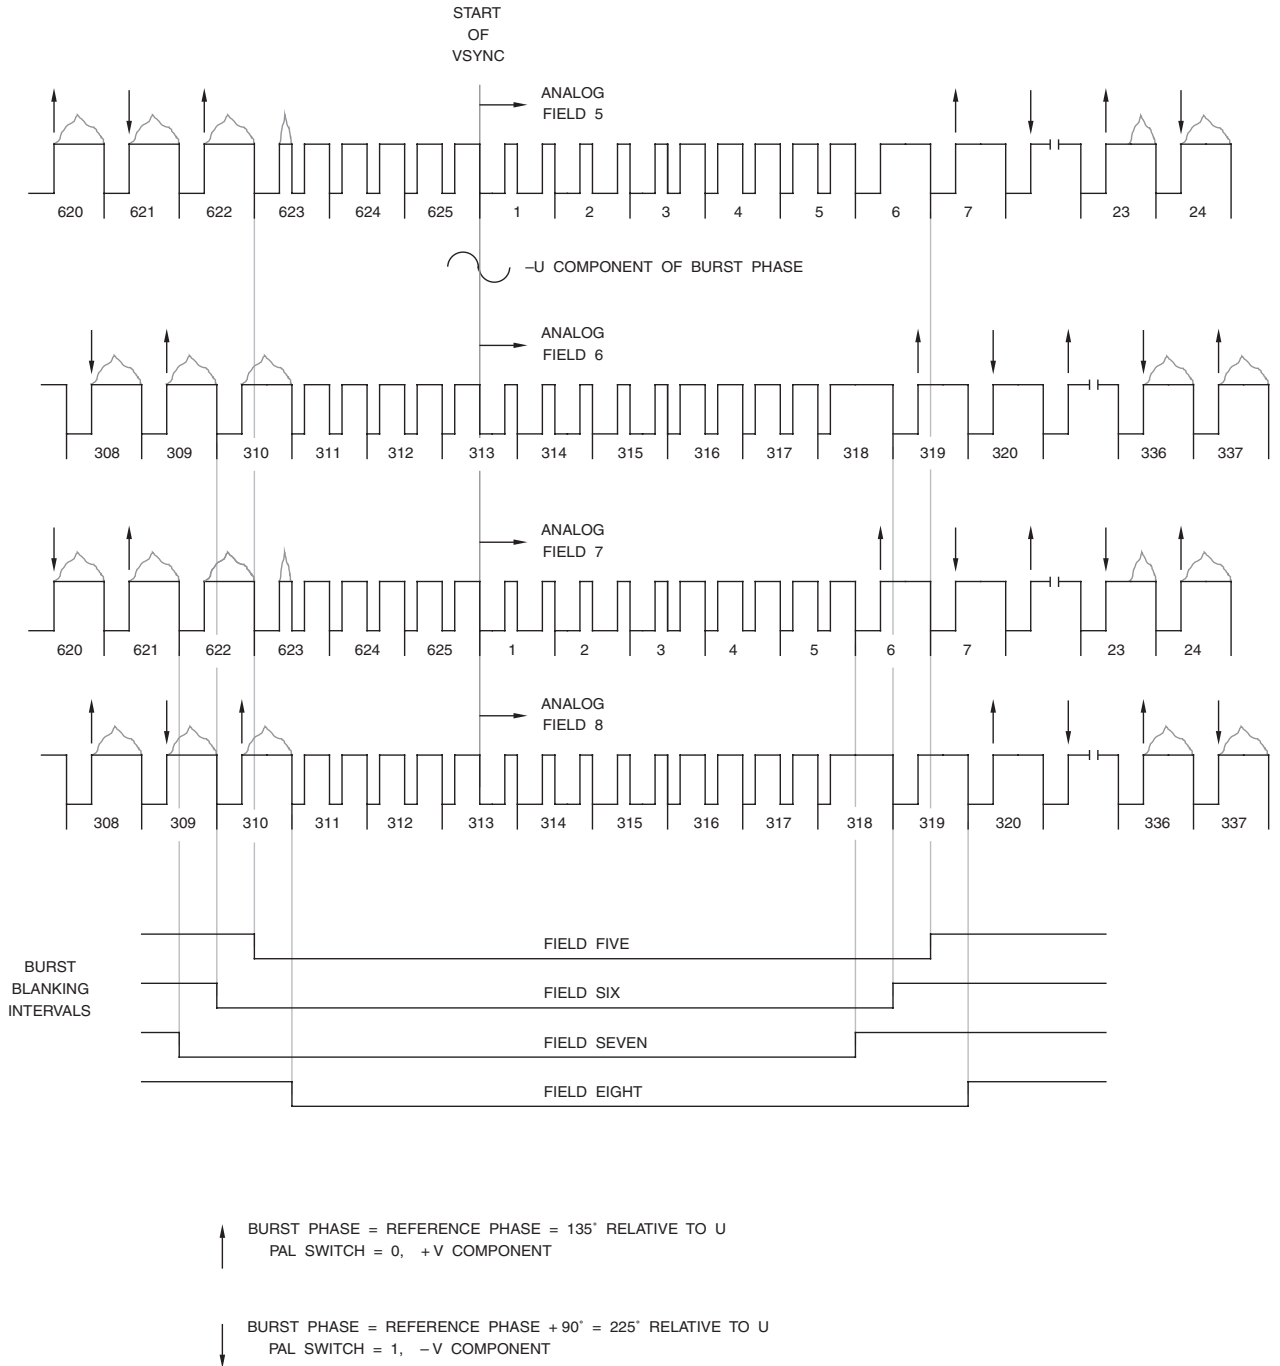 START
OF
VSYNC
ANALOG
FIELD 5
620 621 622 623 624 625 1 2 3 4 5 6 7 23 24
–U COMPONENT OF BURST PHASE
ANALOG
FIELD 6
308 309 310 311 312 313 314 315 316 317 318 319 320 336 337
ANALOG
FIELD 7
620 621 622 623 624 625 1 2 3 4 5 6 7 23 24
ANALOG
FIELD 8
308 309 310 311 312 313 314 315 316 317 318 319 320 336 337
BURST
BLANKING
INTERVALS
FIELD FIVE
FIELD SIX
FIELD SEVEN
FIELD EIGHT
BURST PHASE = REFERENCE PHASE = 135° RELATIVE TO U
PAL SWITCH = 0, +V COMPONENT
BURST PHASE = REFERENCE PHASE +90° = 225° RELATIVE TO U
PAL SWITCH = 1, –V COMPONENT